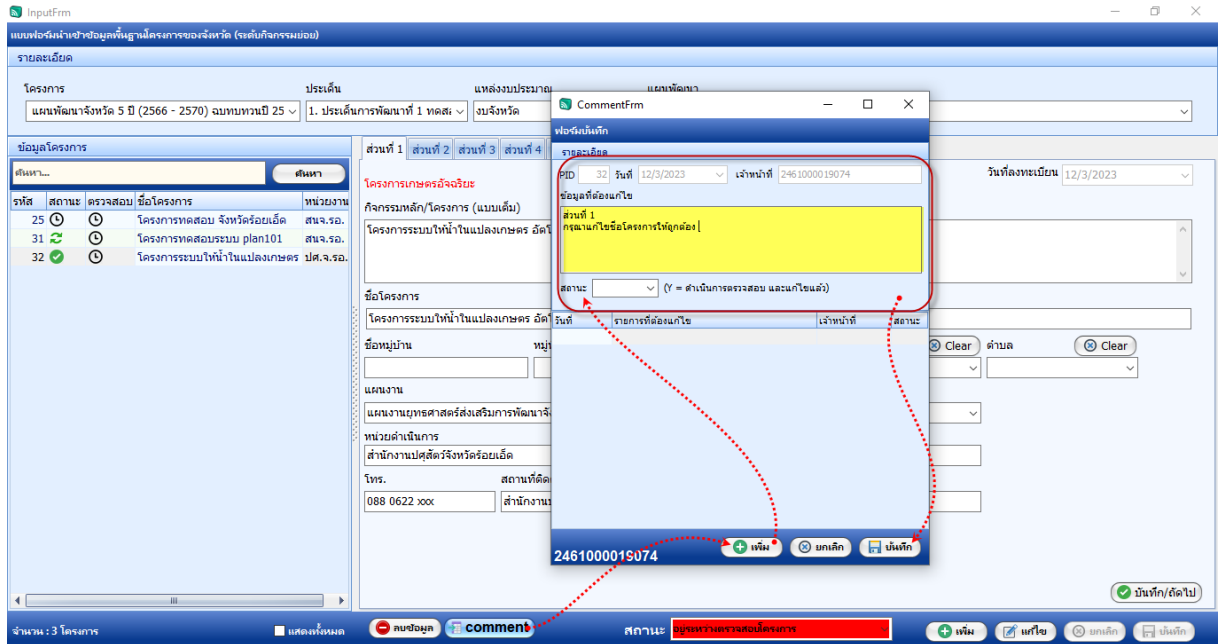 InputFrm
แบบฟอร์มนำเข้าข้อมูลพื้นฐานโครงการของจังหวัด (ระดับกิจกรรมย่อย)
รายละเอียด
โครงการ ประเด็น แหล่งงบประมาณ แผนพัฒนา
แผนพัฒนาจังหวัด 5 ปี (2566 - 2570) ฉบบทบทวนปี 25 1. ประเด็นการพัฒนาที่ 1 ทดสะ งบจังหวัด
ข้อมูลโครงการ
ค้นหา... ค้นหา
รหัส สถานะ ตรวจสอบ ชื่อโครงการ หน่วยงาน
25 โครงการทดสอบ จังหวัดร้อยเอ็ด สนจ.รอ.
31 โครงการทดสอบระบบ plan101 สนจ.รอ.
32 โครงการระบบให้น้ำในแปลงเกษตร ปศ.จ.รอ.
ส่วนที่ 1 ส่วนที่ 2 ส่วนที่ 3 ส่วนที่ 4
วันที่ลงทะเบียน 12/3/2023
โครงการเกษตรอัจฉริยะ
กิจกรรมหลัก/โครงการ (แบบเต็ม)
โครงการระบบให้น้ำในแปลงเกษตร อัตโ
ชื่อโครงการ
โครงการระบบให้น้ำในแปลงเกษตร อัตโ
ชื่อหมู่บ้าน หมู่ Clear ตำบล Clear
แผนงาน
แผนงานยุทธศาสตร์ส่งเสริมการพัฒนาจั
หน่วยดำเนินการ
สำนักงานปศุสัตว์จังหวัดร้อยเอ็ด
โทร. สถานที่ติด
088 0622 xxx สำนักงาน
CommentFrm
ฟอร์มบันทึก
รายละเอียด
PID 32 วันที่ 12/3/2023 เจ้าหน้าที่ 2461000019074
ข้อมูลที่ต้องแก้ไข
ส่วนที่ 1
กรุณาแก้ไขชื่อโครงการให้ถูกต้อง
สถานะ (Y = ดำเนินการตรวจสอบ และแก้ไขแล้ว)
วันที่ รายการที่ต้องแก้ไข เจ้าหน้าที่ สถานะ
2461000019074 เพิ่ม ยกเลิก บันทึก
บันทึก/ถัดไป
จำนวน : 3 โครงการ แสดงทั้งหมด ลบข้อมูล comment สถานะ อยู่ระหว่างตรวจสอบโครงการ เพิ่ม แก้ไข ยกเลิก บันทึก